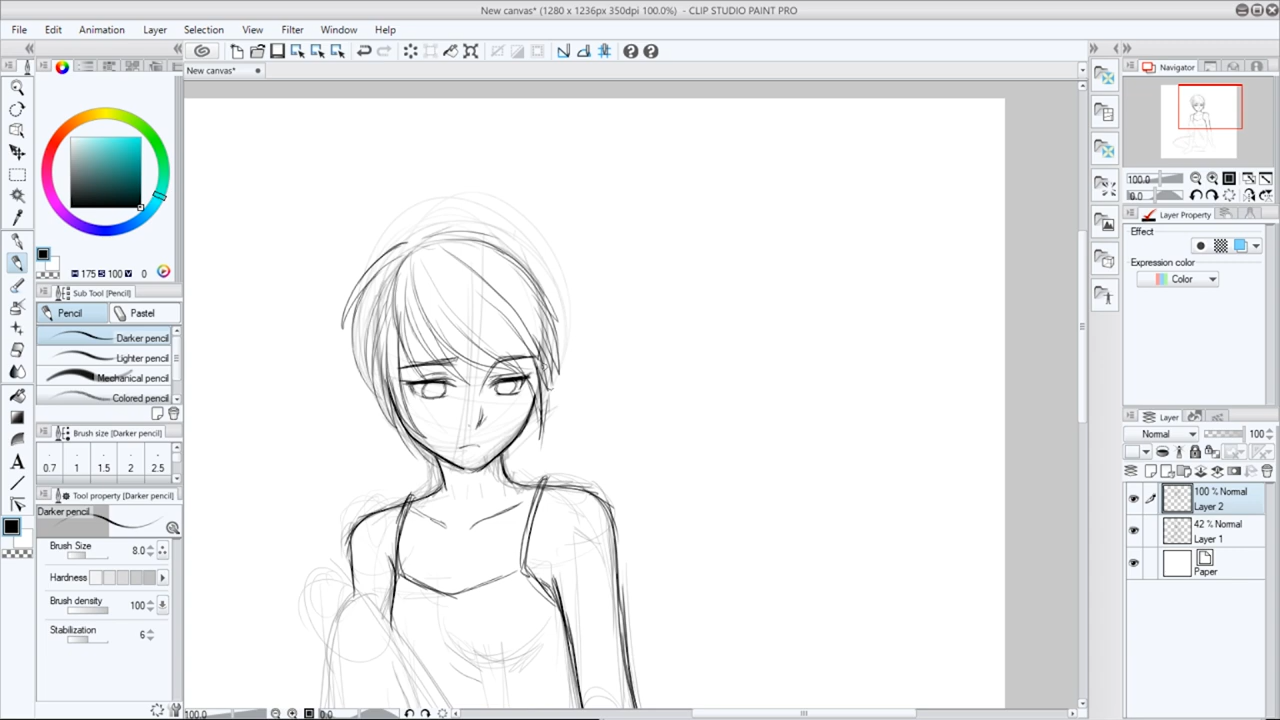 New canvas* (1280 x 1236px 350dpi 100.0%) - CLIP STUDIO PAINT PRO
File Edit Animation Layer Selection View Filter Window Help
New canvas*
Navigator
100.0
0.0
Layer Property
Effect
Expression color
Color
H 175 S 100 V 0
Sub Tool [Pencil]
Pencil Pastel
Darker pencil
Lighter pencil
Mechanical pencil
Colored pencil
Brush size [Darker pencil]
0.7 1 1.5 2 2.5
Tool property [Darker pencil]
Darker pencil
Brush Size 8.0
Hardness
Brush density 100
Stabilization 6
Layer
Normal 100
100 % Normal
Layer 2
42 % Normal
Layer 1
Paper
100.0 0.0